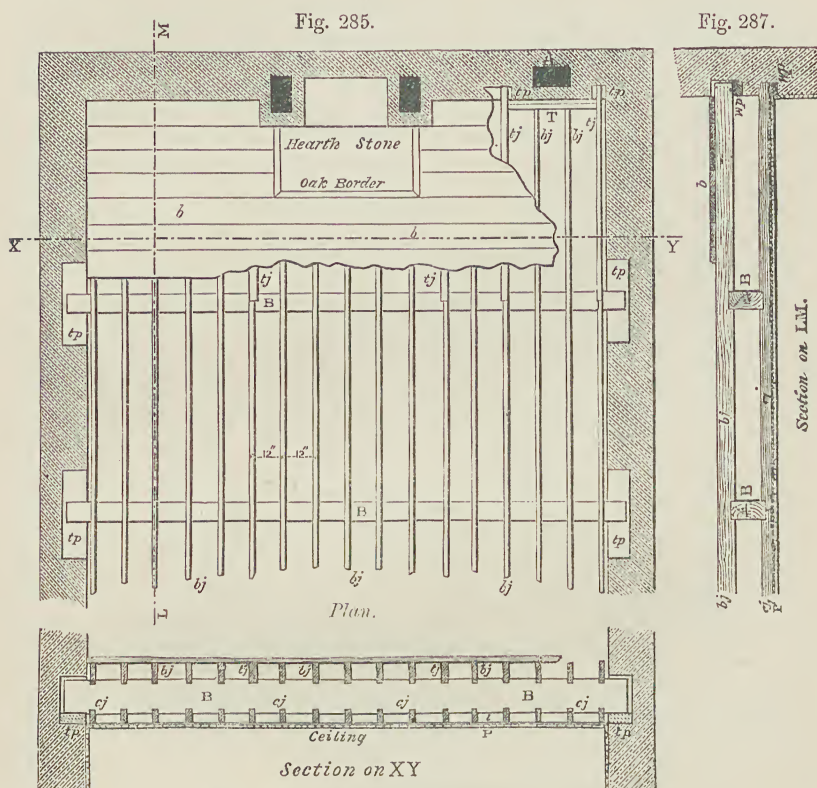 Fig. 285.
Fig. 287.
M
A
tp
tp
T
tj
bj
bj
tj
Hearth Stone
Oak Border
b
b
X
Y
tj
tj
tp
tp
B
12" 12"
B
tp
tp
bj
bj
bj
L
Plan.
wp
wp
b
B
bj
l
B
bj
cj
P
Section on LM.
bj
tj
bj
tj
bj
cj
B
cj
cj
B
cj
tp
l
tp
Ceiling
P
Section on XY